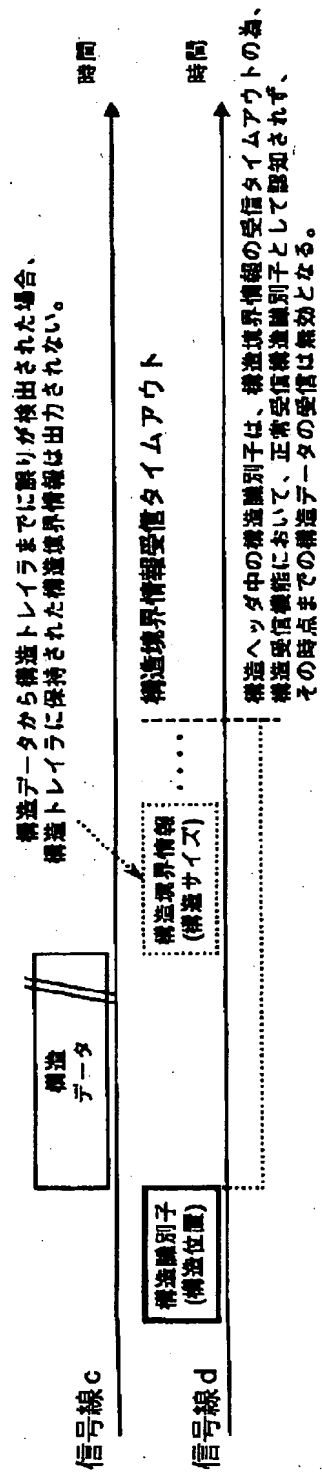 構造データから構造トレイラまでに誤りが検出された場合、
構造トレイラに保持された構造境界情報は出力されない。
信号線c
構造
データ
時間
構造境界情報受信タイムアウト
信号線d
構造識別子
(構造位置)
構造境界情報
(構造サイズ)
・・・・
時間
構造ヘッダ中の構造識別子は、構造境界情報の受信タイムアウトの為、
構造受信機能において、正常受信構造識別子として認知されず、
その時点までの構造データの受信は無効となる。